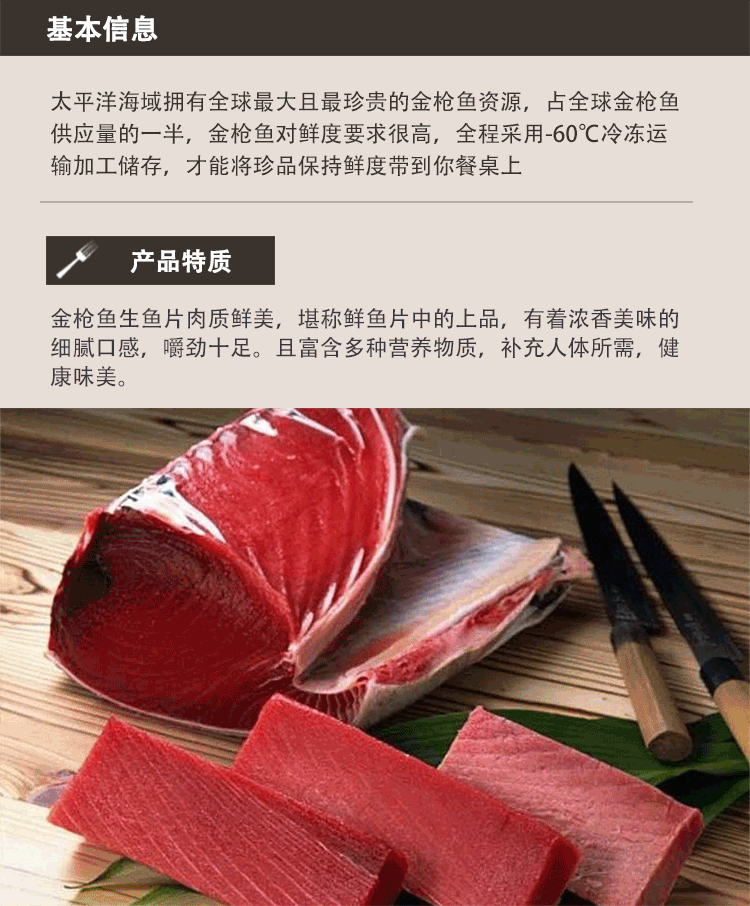 基本信息
太平洋海域拥有全球最大且最珍贵的金枪鱼资源，占全球金枪鱼
供应量的一半，金枪鱼对鲜度要求很高，全程采用-60℃冷冻运
输加工储存，才能将珍品保持鲜度带到你餐桌上
产品特质
金枪鱼生鱼片肉质鲜美，堪称鲜鱼片中的上品，有着浓香美味的
细腻口感，嚼劲十足。且富含多种营养物质，补充人体所需，健
康味美。